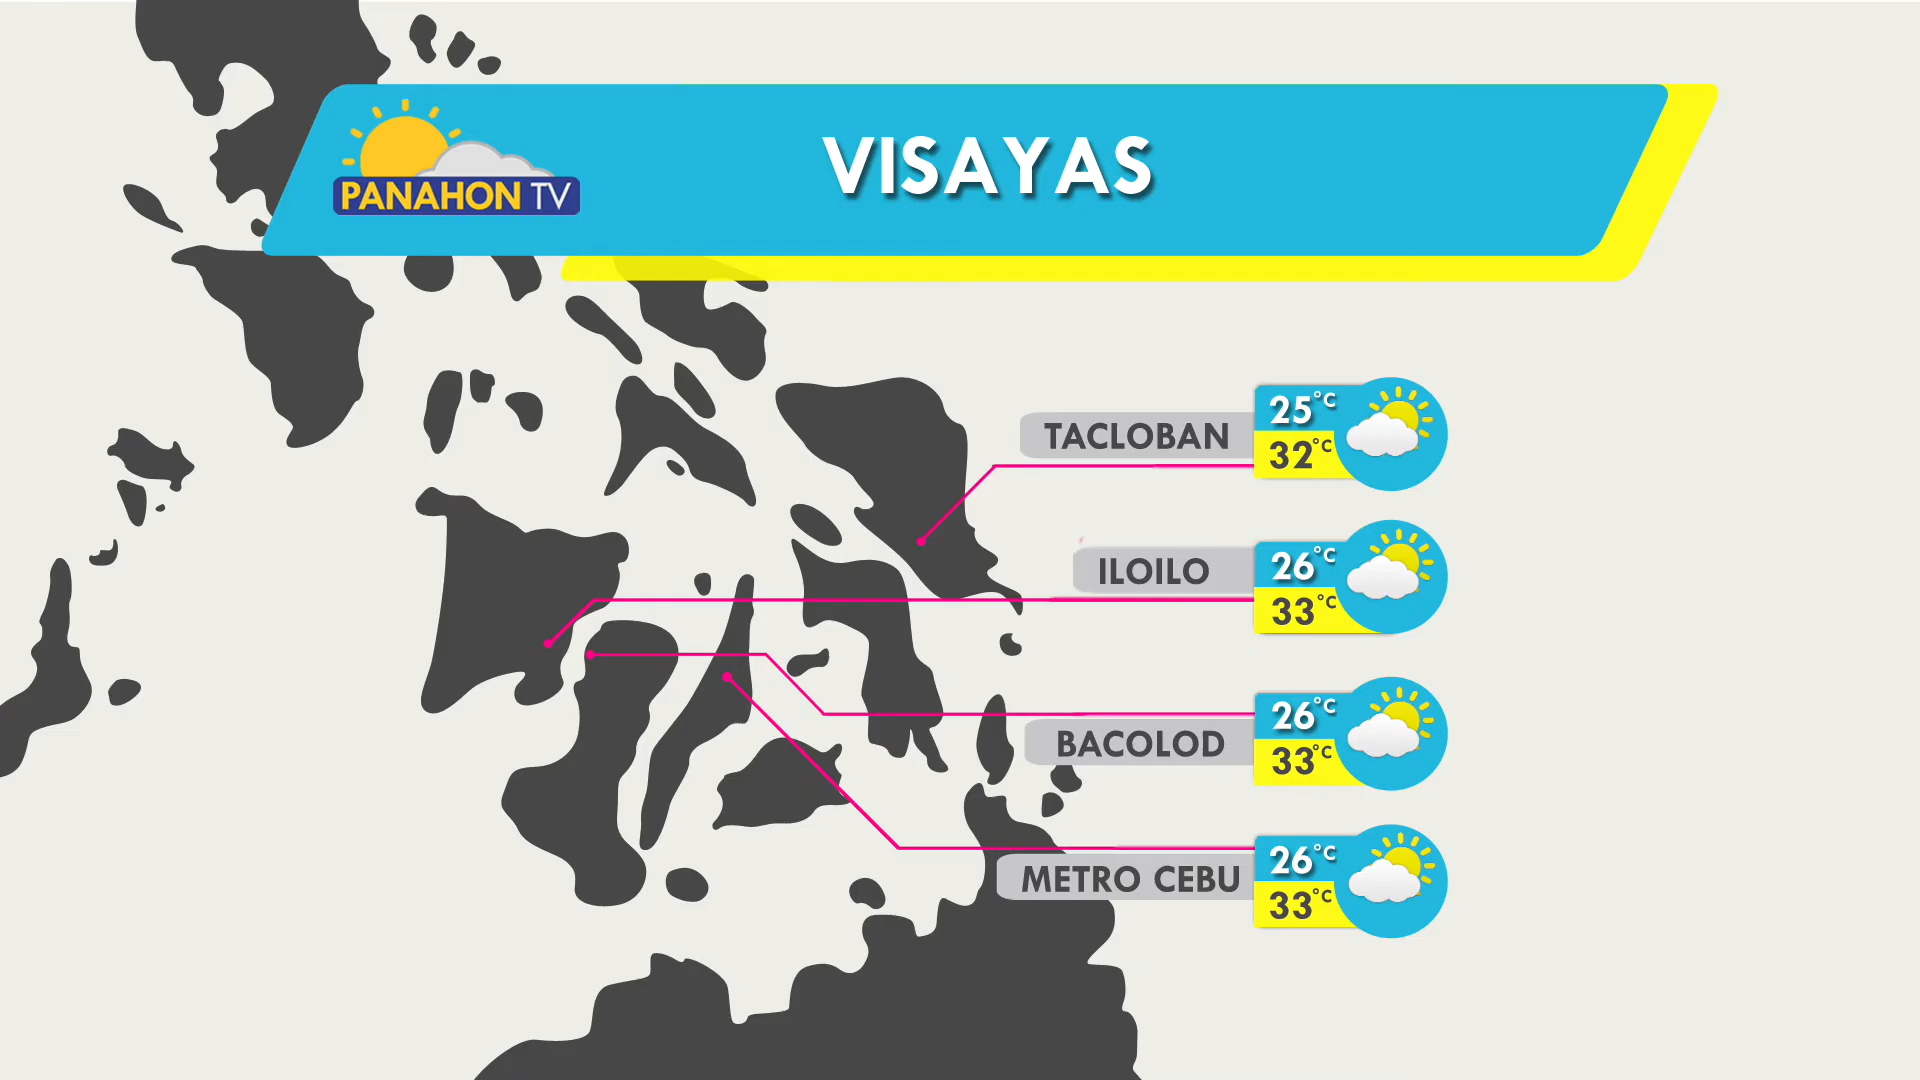 PANAHON TV
VISAYAS
TACLOBAN
25°C
32°C
ILOILO
26°C
33°C
BACOLOD
26°C
33°C
METRO CEBU
26°C
33°C